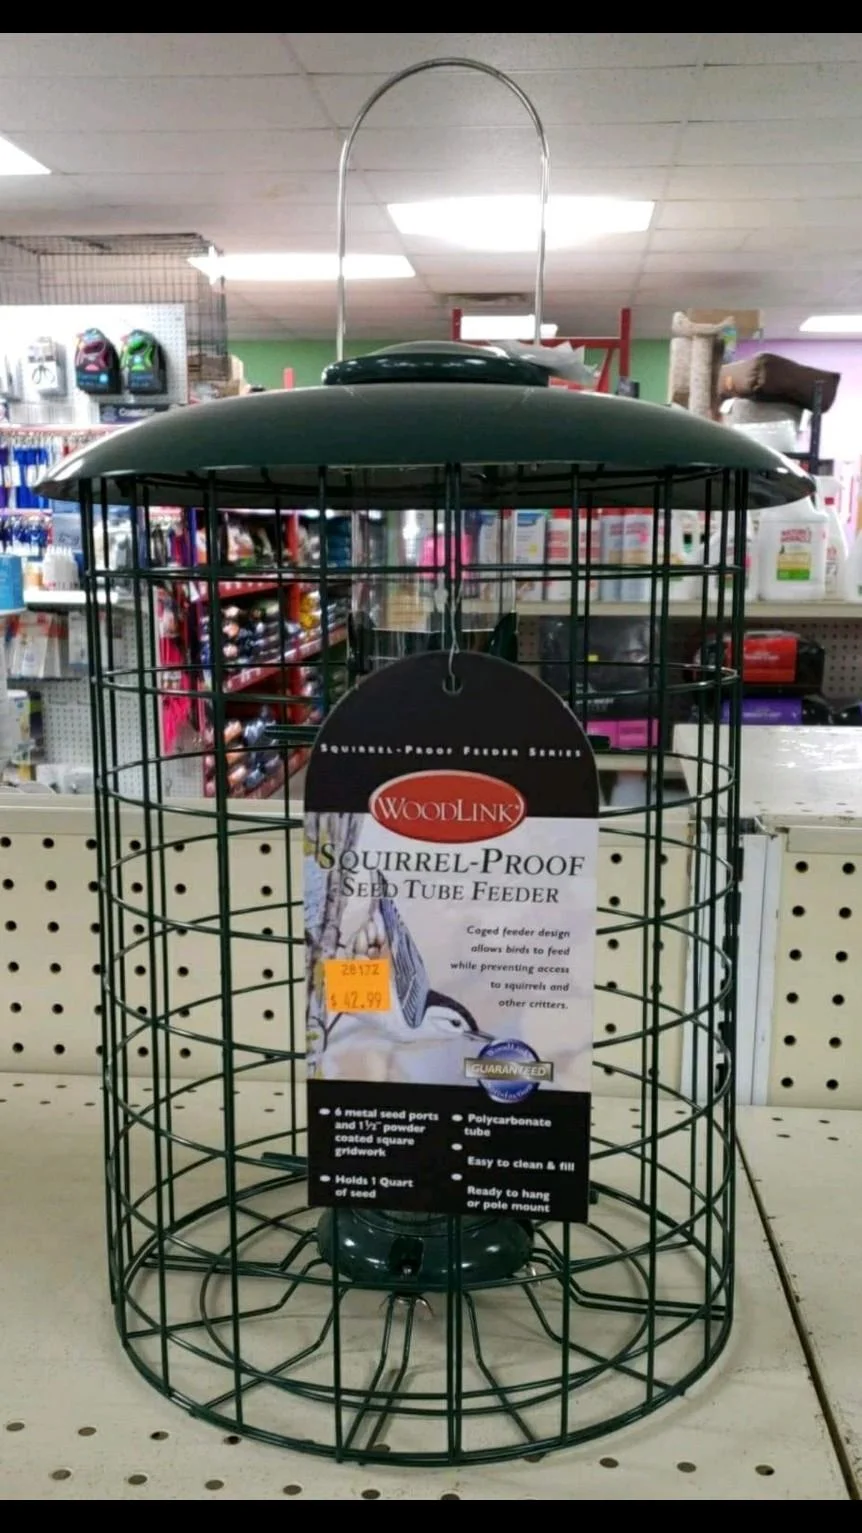 SQUIRREL-PROOF FEEDER SERIES
WOODLINK
SQUIRREL-PROOF
SEED TUBE FEEDER
Caged feeder design
allows birds to feed
while preventing access
to squirrels and
other critters.
28172
$ 42.99
GUARANTEED
6 metal seed ports
and 1½" powder
coated square
gridwork
Holds 1 Quart
of seed
Polycarbonate
tube
Easy to clean & fill
Ready to hang
or pole mount